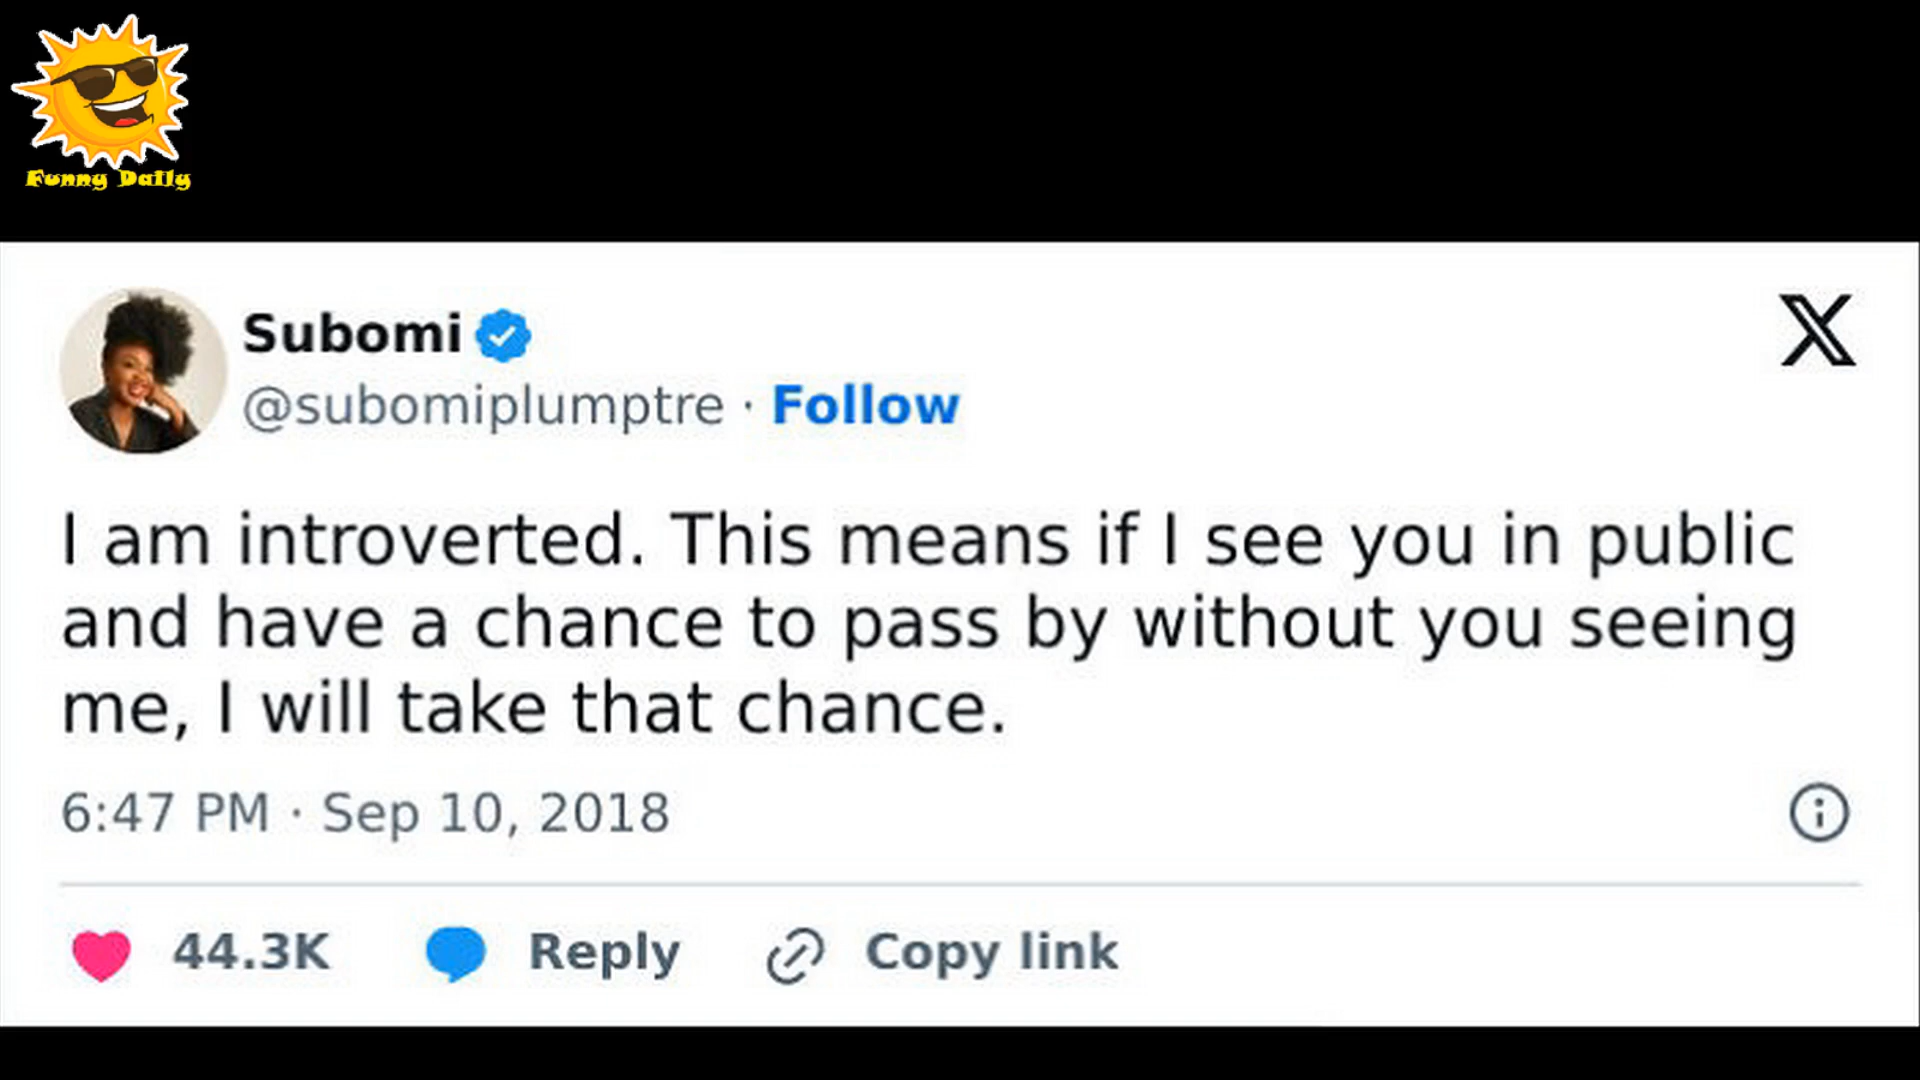 Funny Daily
Subomi
@subomiplumptre · Follow
I am introverted. This means if I see you in public
and have a chance to pass by without you seeing
me, I will take that chance.
6:47 PM · Sep 10, 2018
44.3K Reply Copy link